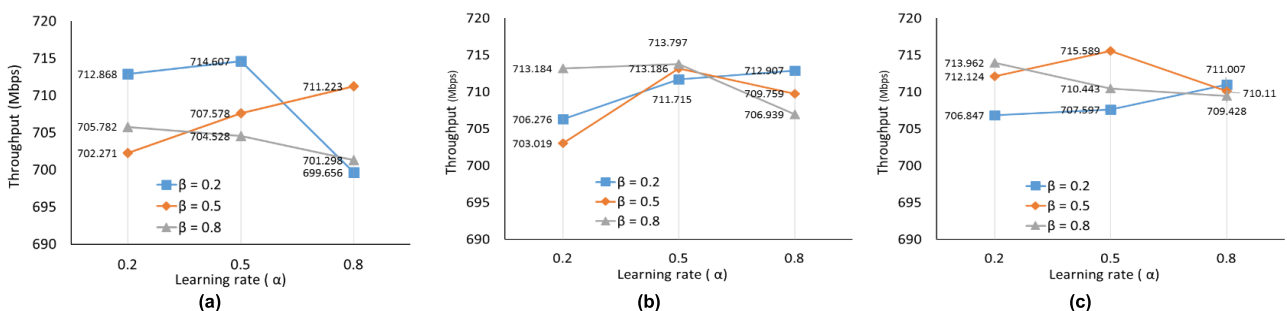 720
715
710
705
700
695
690
Throughput (Mbps)
712.868
714.607
711.223
707.578
705.782
704.528
702.271
701.298
699.656
β = 0.2
β = 0.5
β = 0.8
0.2 0.5 0.8
Learning rate ( α)
(a)
720
715
710
705
700
695
690
Throughput (Mbps)
713.797
713.184
713.186
712.907
711.715
709.759
706.276
706.939
703.019
β = 0.2
β = 0.5
β = 0.8
0.2 0.5 0.8
Learning rate ( α)
(b)
720
715
710
705
700
695
690
Throughput (Mbps)
715.589
713.962
712.124
711.007
710.443
710.11
709.428
706.847
707.597
β = 0.2
β = 0.5
β = 0.8
0.2 0.5 0.8
Learning rate ( α)
(c)